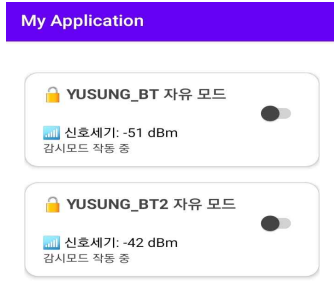 My Application
YUSUNG_BT 자유 모드
신호세기: -51 dBm
감시모드 작동 중
YUSUNG_BT2 자유 모드
신호세기: -42 dBm
감시모드 작동 중